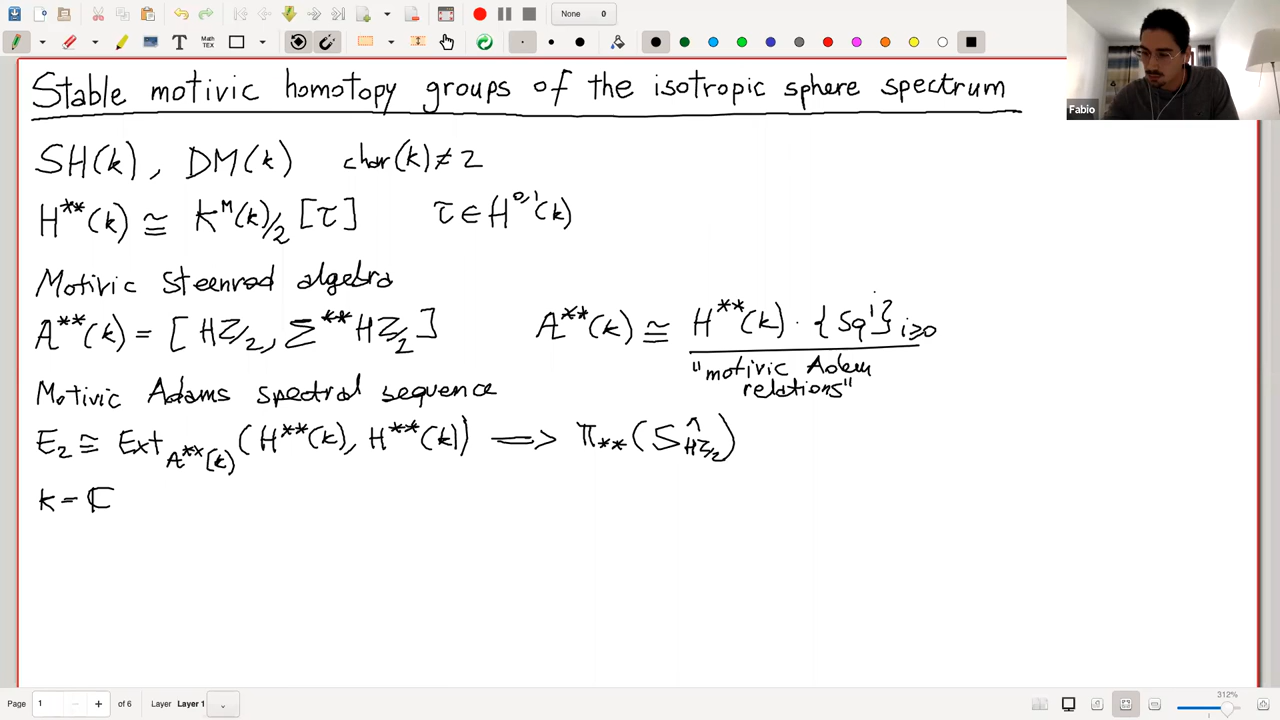 None 0
Stable motivic homotopy groups of the isotropic sphere spectrum
Fabio
SH(k), DM(k) char(k) ≠ 2
H**(k) ≅ K^M(k)/2 [τ] τ ∈ H^{0,1}(k)
Motivic Steenrod algebra
A**(k) = [HZ/2, Σ**HZ/2] A**(k) ≅ H**(k) · {Sq^i}_{i≥0}
"motivic Adem relations"
Motivic Adams spectral sequence
E_2 ≅ Ext_{A**(k)} (H**(k), H**(k)) ⟹ π_{**}(S^∧_{HZ/2})
k = ℂ
Page 1 of 6 Layer Layer 1 312%